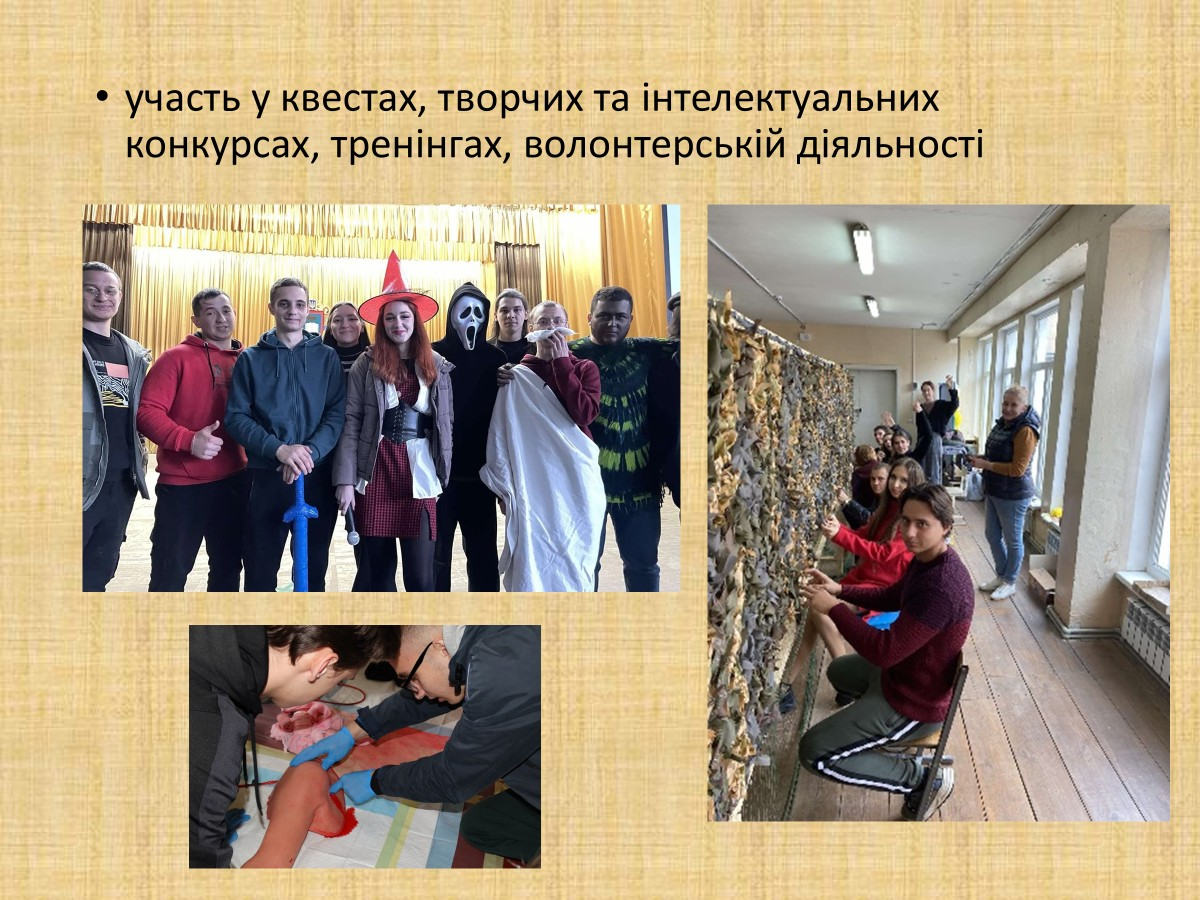 • участь у квестах, творчих та інтелектуальних
конкурсах, тренінгах, волонтерській діяльності